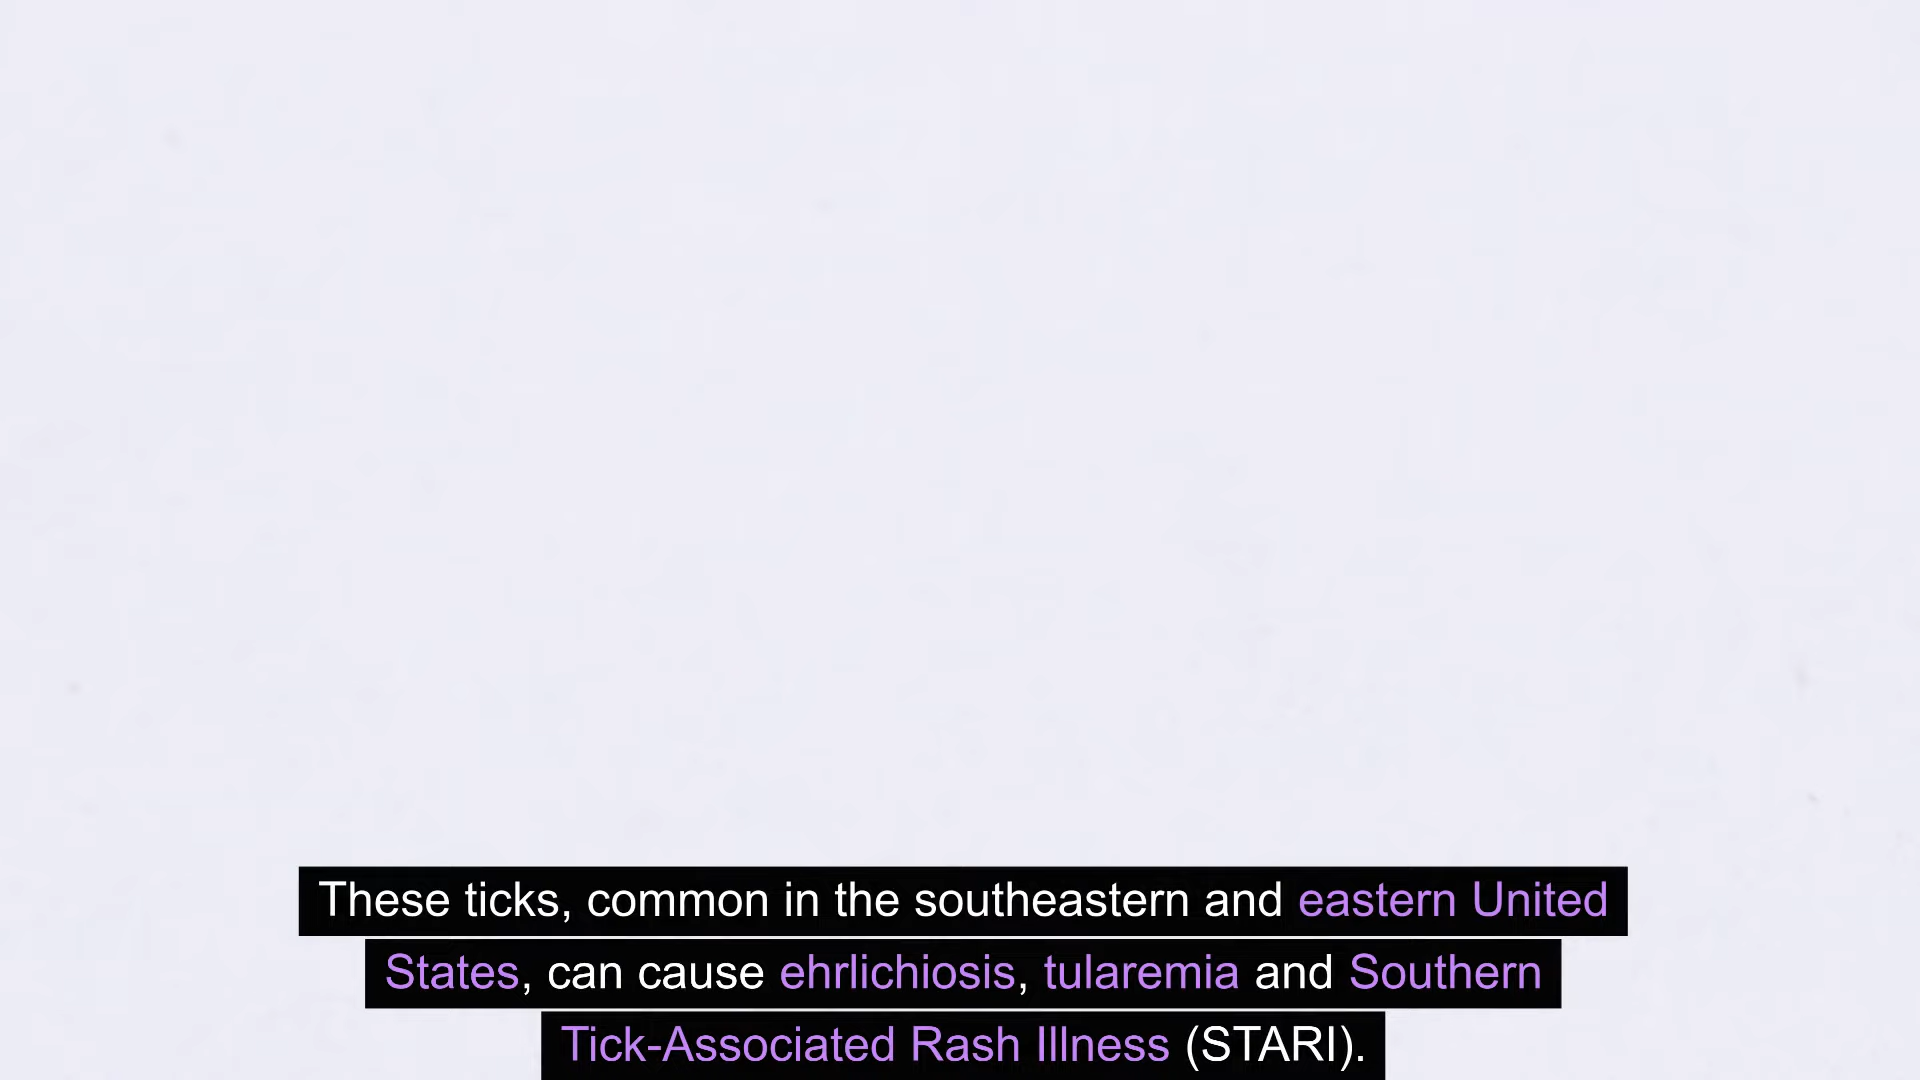 These ticks, common in the southeastern and eastern United
States, can cause ehrlichiosis, tularemia and Southern
Tick-Associated Rash Illness (STARI).